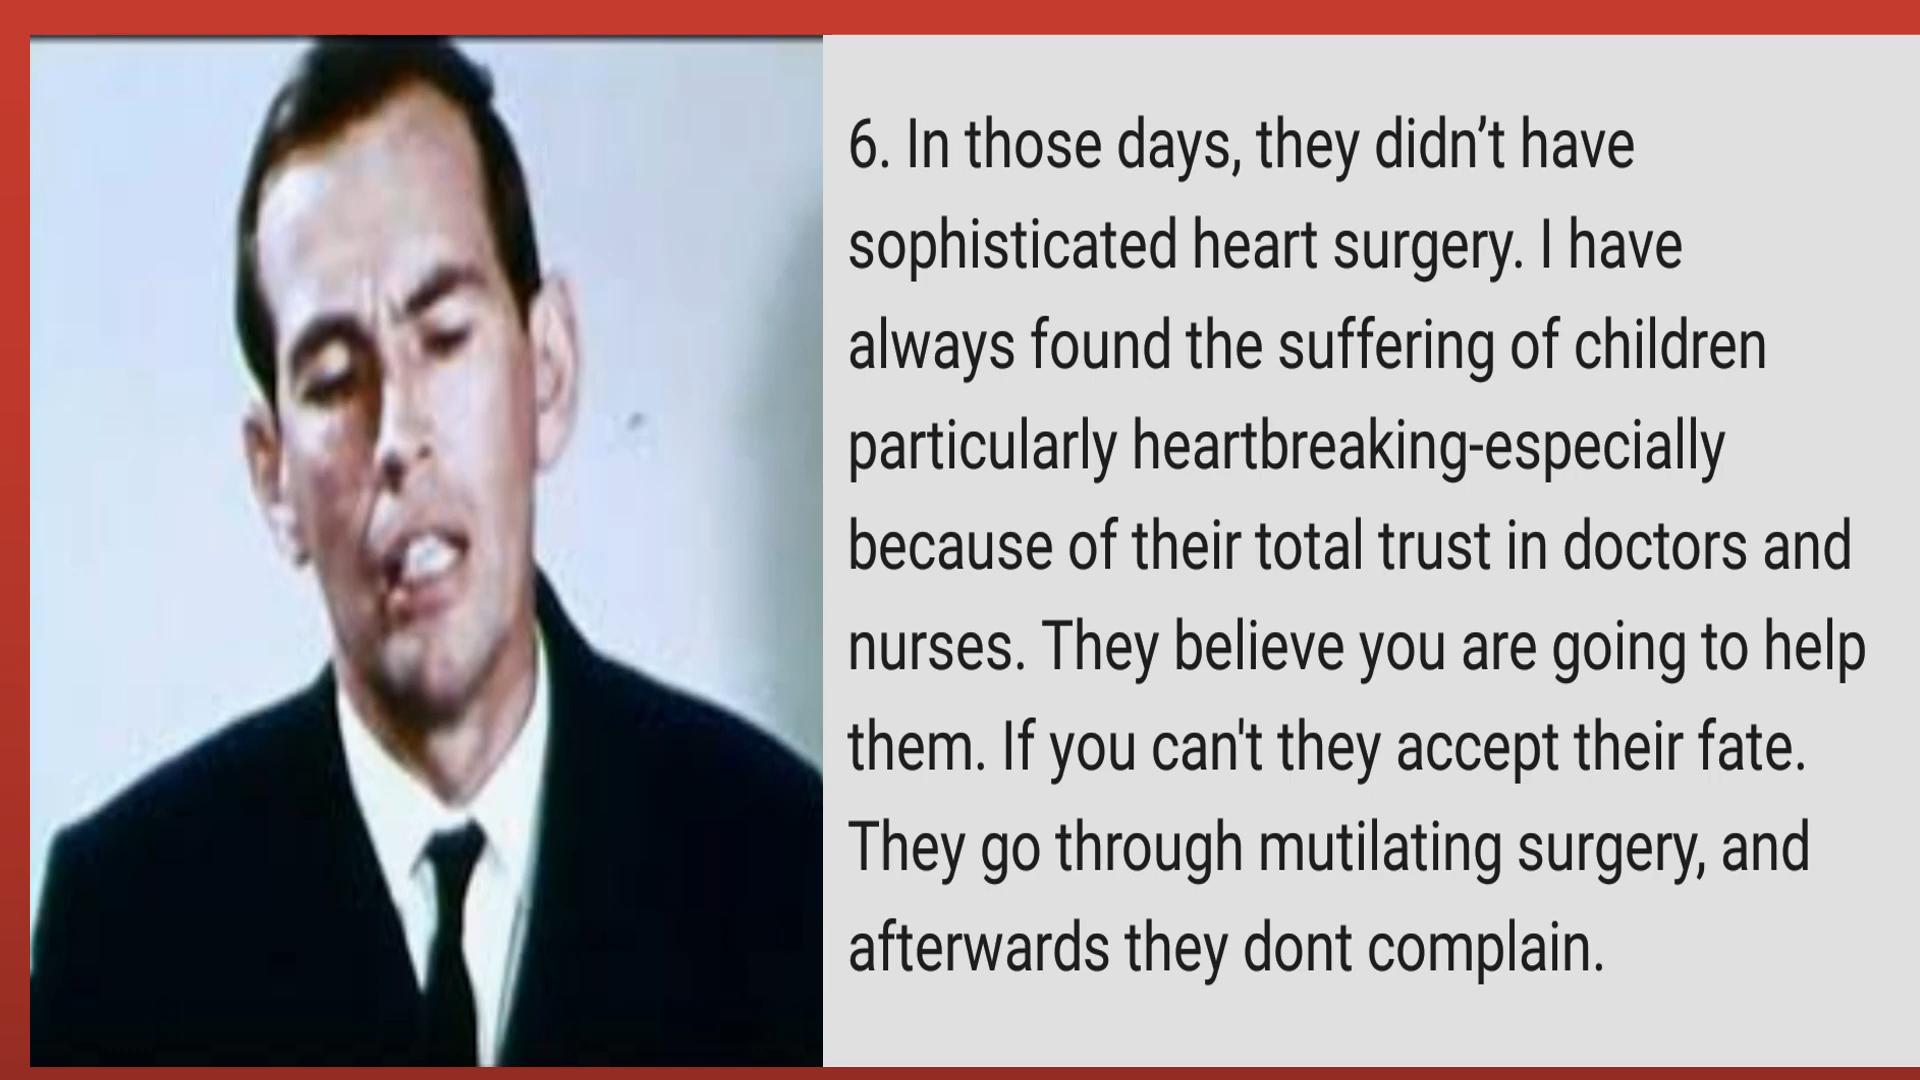 6. In those days, they didn’t have
sophisticated heart surgery. I have
always found the suffering of children
particularly heartbreaking-especially
because of their total trust in doctors and
nurses. They believe you are going to help
them. If you can't they accept their fate.
They go through mutilating surgery, and
afterwards they dont complain.